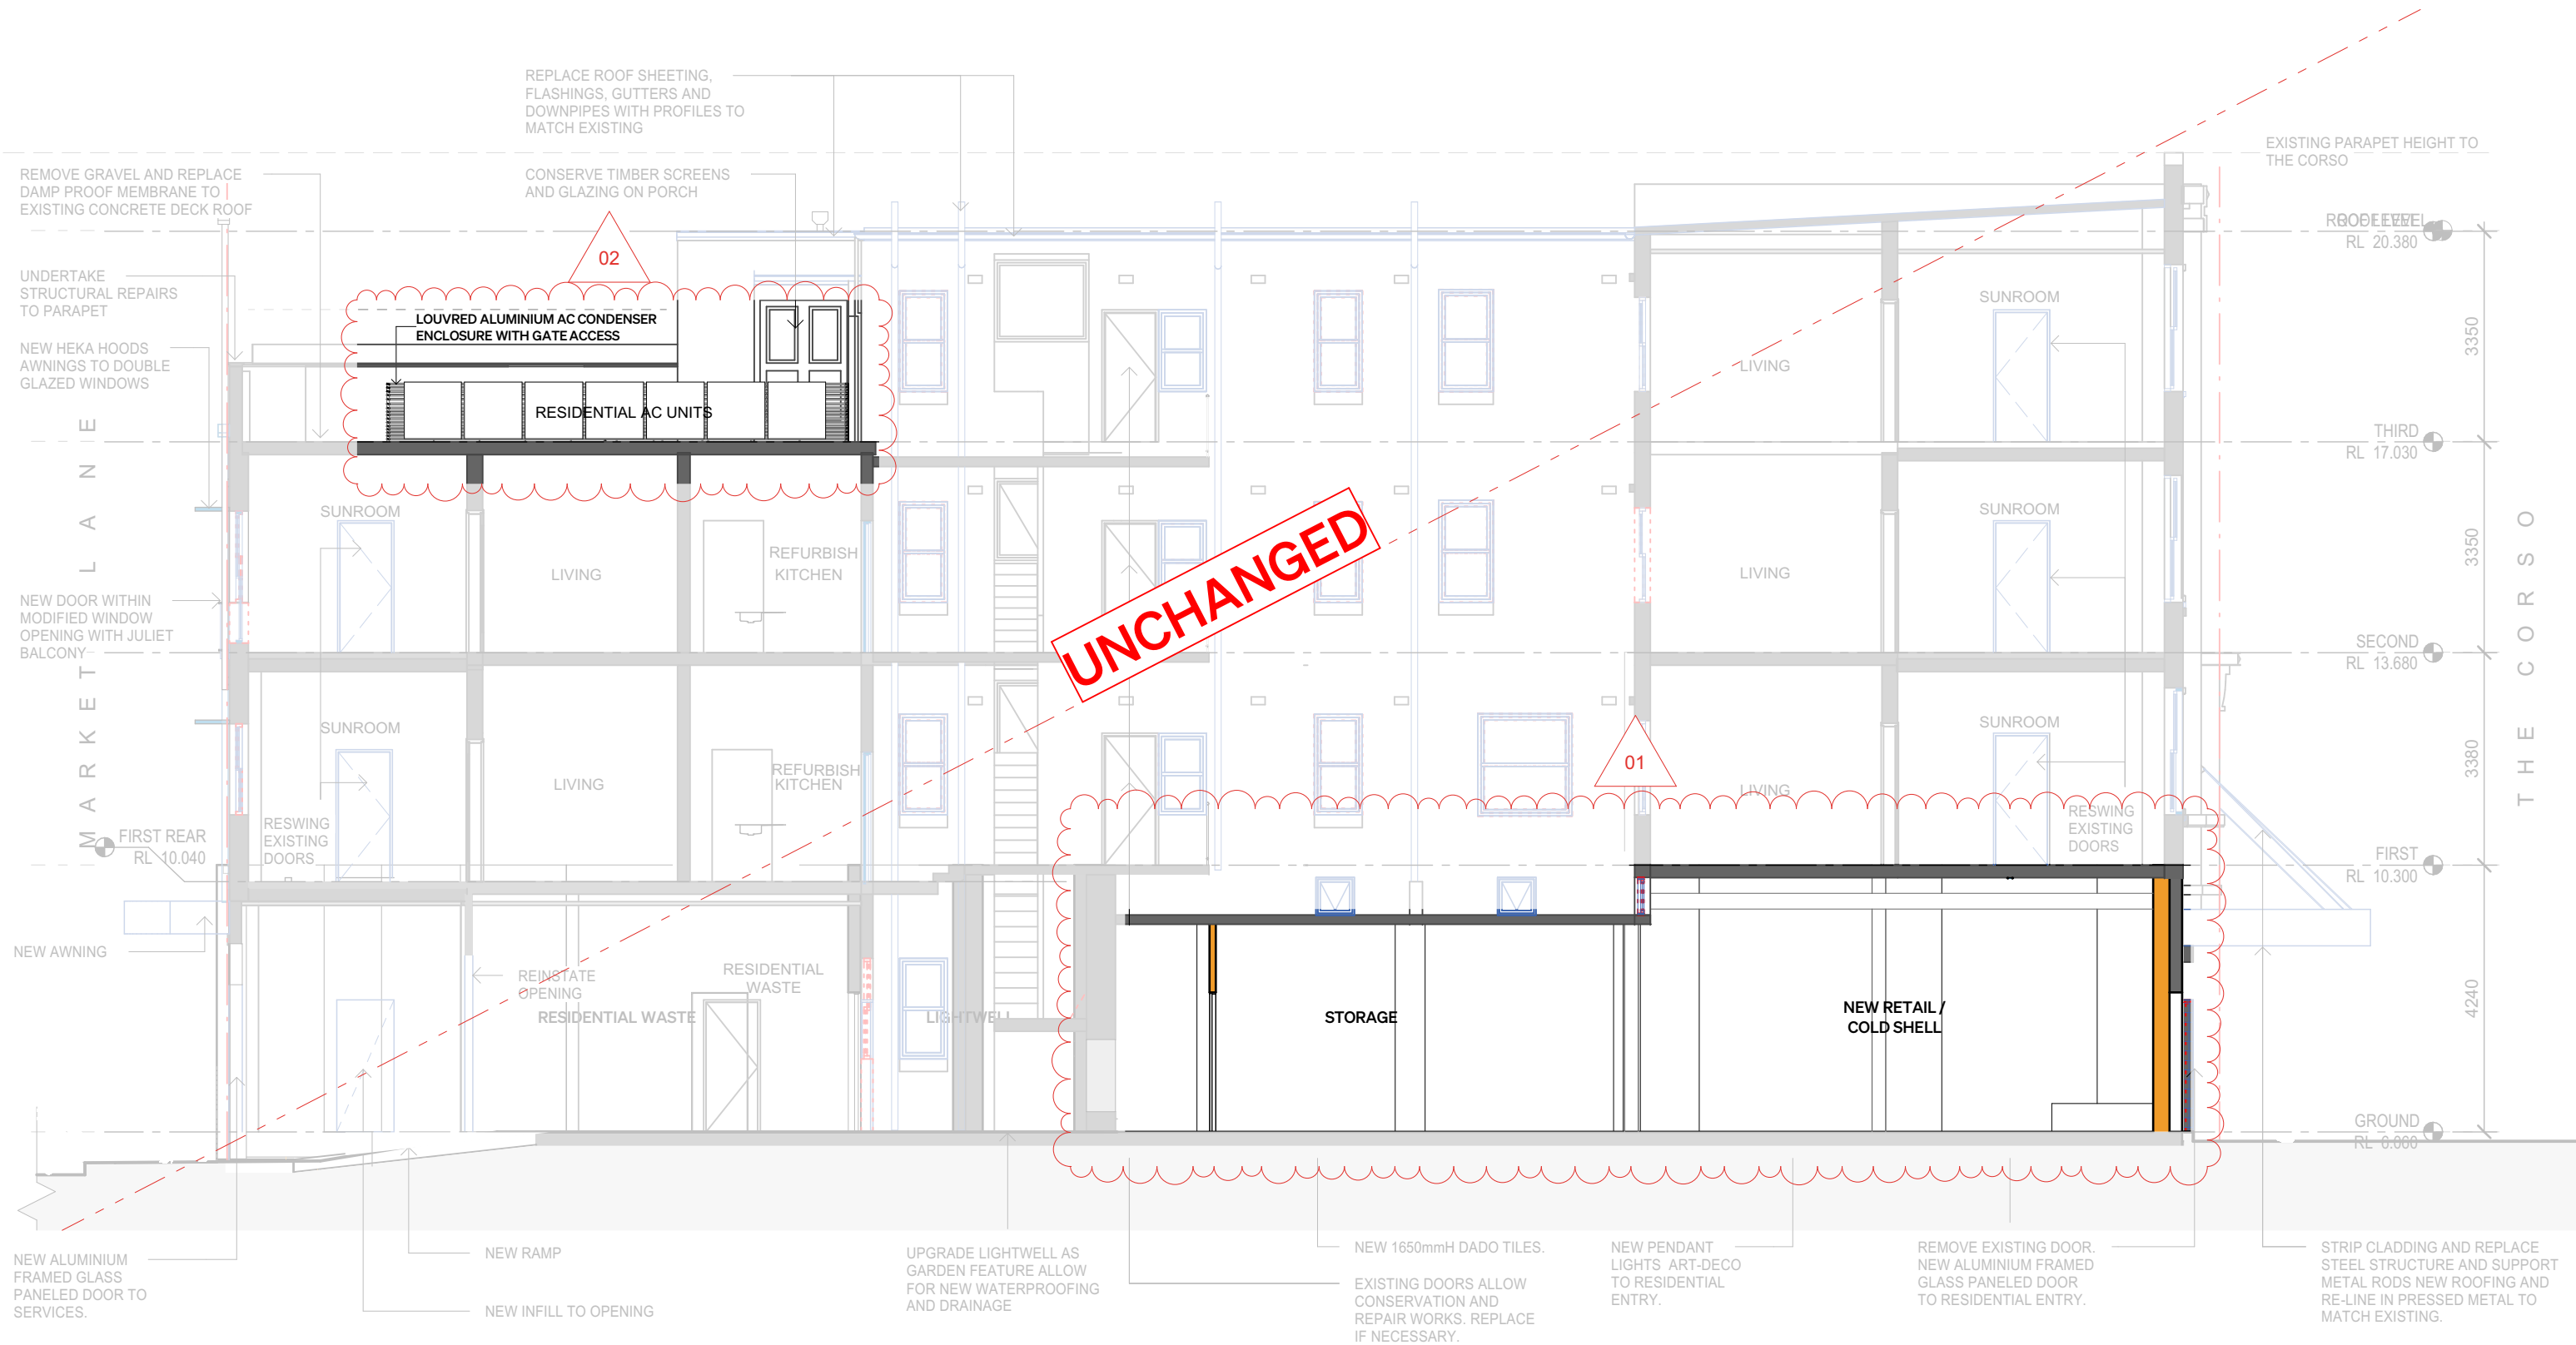 REPLACE ROOF SHEETING,
FLASHINGS, GUTTERS AND
DOWNPIPES WITH PROFILES TO
MATCH EXISTING
EXISTING PARAPET HEIGHT TO
THE CORSO
REMOVE GRAVEL AND REPLACE
DAMP PROOF MEMBRANE TO
EXISTING CONCRETE DECK ROOF
CONSERVE TIMBER SCREENS
AND GLAZING ON PORCH
02
ROOF LEVEL
RL 20.380
UNDERTAKE
STRUCTURAL REPAIRS
TO PARAPET
LOUVRED ALUMINIUM AC CONDENSER
ENCLOSURE WITH GATE ACCESS
NEW HEKA HOODS
AWNINGS TO DOUBLE
GLAZED WINDOWS
RESIDENTIAL AC UNITS
SUNROOM
LIVING
3350
THIRD
RL 17.030
MARKET LANE
SUNROOM
LIVING
REFURBISH
KITCHEN
UNCHANGED
LIVING
SUNROOM
3350
THE CORSO
NEW DOOR WITHIN
MODIFIED WINDOW
OPENING WITH JULIET
BALCONY
SECOND
RL 13.680
SUNROOM
LIVING
REFURBISH
KITCHEN
01
LIVING
SUNROOM
3380
FIRST REAR
RL 10.040
RESWING
EXISTING
DOORS
RESWING
EXISTING
DOORS
FIRST
RL 10.300
NEW AWNING
REINSTATE
OPENING
RESIDENTIAL
WASTE
RESIDENTIAL WASTE
LIGHTWELL
STORAGE
NEW RETAIL /
COLD SHELL
4240
GROUND
RL 6.060
NEW ALUMINIUM
FRAMED GLASS
PANELED DOOR TO
SERVICES.
NEW RAMP
NEW INFILL TO OPENING
UPGRADE LIGHTWELL AS
GARDEN FEATURE ALLOW
FOR NEW WATERPROOFING
AND DRAINAGE
NEW 1650mmH DADO TILES.
EXISTING DOORS ALLOW
CONSERVATION AND
REPAIR WORKS. REPLACE
IF NECESSARY.
NEW PENDANT
LIGHTS ART-DECO
TO RESIDENTIAL
ENTRY.
REMOVE EXISTING DOOR.
NEW ALUMINIUM FRAMED
GLASS PANELED DOOR
TO RESIDENTIAL ENTRY.
STRIP CLADDING AND REPLACE
STEEL STRUCTURE AND SUPPORT
METAL RODS NEW ROOFING AND
RE-LINE IN PRESSED METAL TO
MATCH EXISTING.